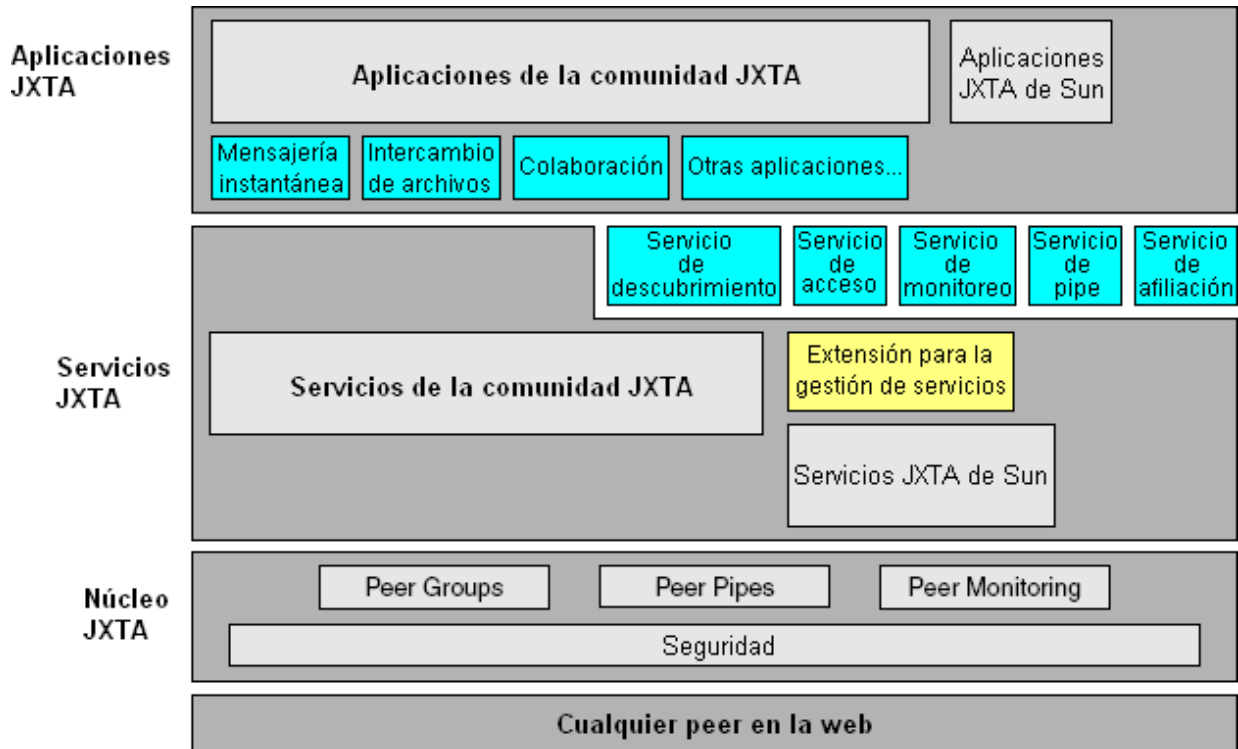 Aplicaciones
JXTA
Aplicaciones de la comunidad JXTA
Aplicaciones
JXTA de Sun
Mensajería
instantánea
Intercambio
de archivos
Colaboración
Otras aplicaciones...
Servicio
de
descubrimiento
Servicio
de
acceso
Servicio
de
monitoreo
Servicio
de
pipe
Servicio
de
afiliación
Servicios
JXTA
Servicios de la comunidad JXTA
Extensión para la
gestión de servicios
Servicios JXTA de Sun
Núcleo
JXTA
Peer Groups
Peer Pipes
Peer Monitoring
Seguridad
Cualquier peer en la web